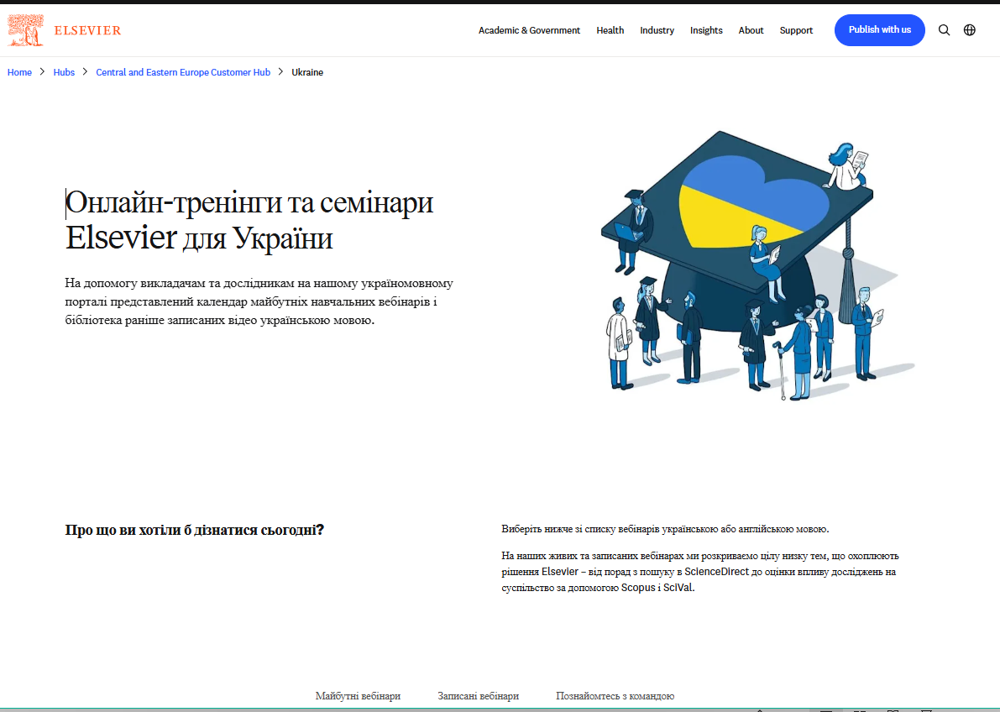 ELSEVIER
Academic & Government Health Industry Insights About Support Publish with us
Home > Hubs > Central and Eastern Europe Customer Hub > Ukraine
Онлайн-тренінги та семінари
Elsevier для України
На допомогу викладачам та дослідникам на нашому україномовному
порталі представлений календар майбутніх навчальних вебінарів і
бібліотека раніше записаних відео українською мовою.
Про що ви хотіли б дізнатися сьогодні?
Виберіть нижче зі списку вебінарів українською або англійською мовою.
На наших живих та записаних вебінарах ми розкриваємо цілу низку тем, що охоплюють
рішення Elsevier – від порад з пошуку в ScienceDirect до оцінки впливу досліджень на
суспільство за допомогою Scopus і SciVal.
Майбутні вебінари Записані вебінари Познайомтесь з командою